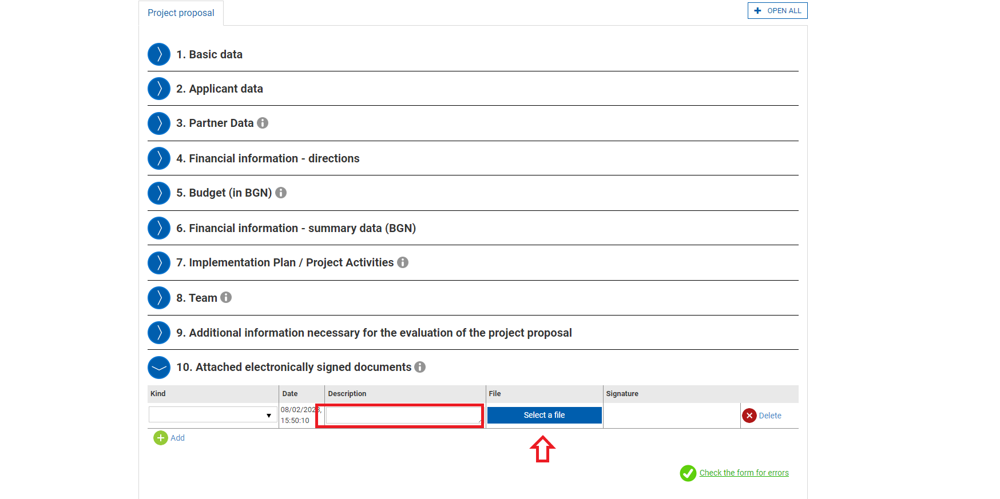 Project proposal
OPEN ALL
1. Basic data
2. Applicant data
3. Partner Data
4. Financial information - directions
5. Budget (in BGN)
6. Financial information - summary data (BGN)
7. Implementation Plan / Project Activities
8. Team
9. Additional information necessary for the evaluation of the project proposal
10. Attached electronically signed documents
Kind Date Description File Signature
08/02/2023,
15:50:10
Select a file
Delete
Add
Check the form for errors